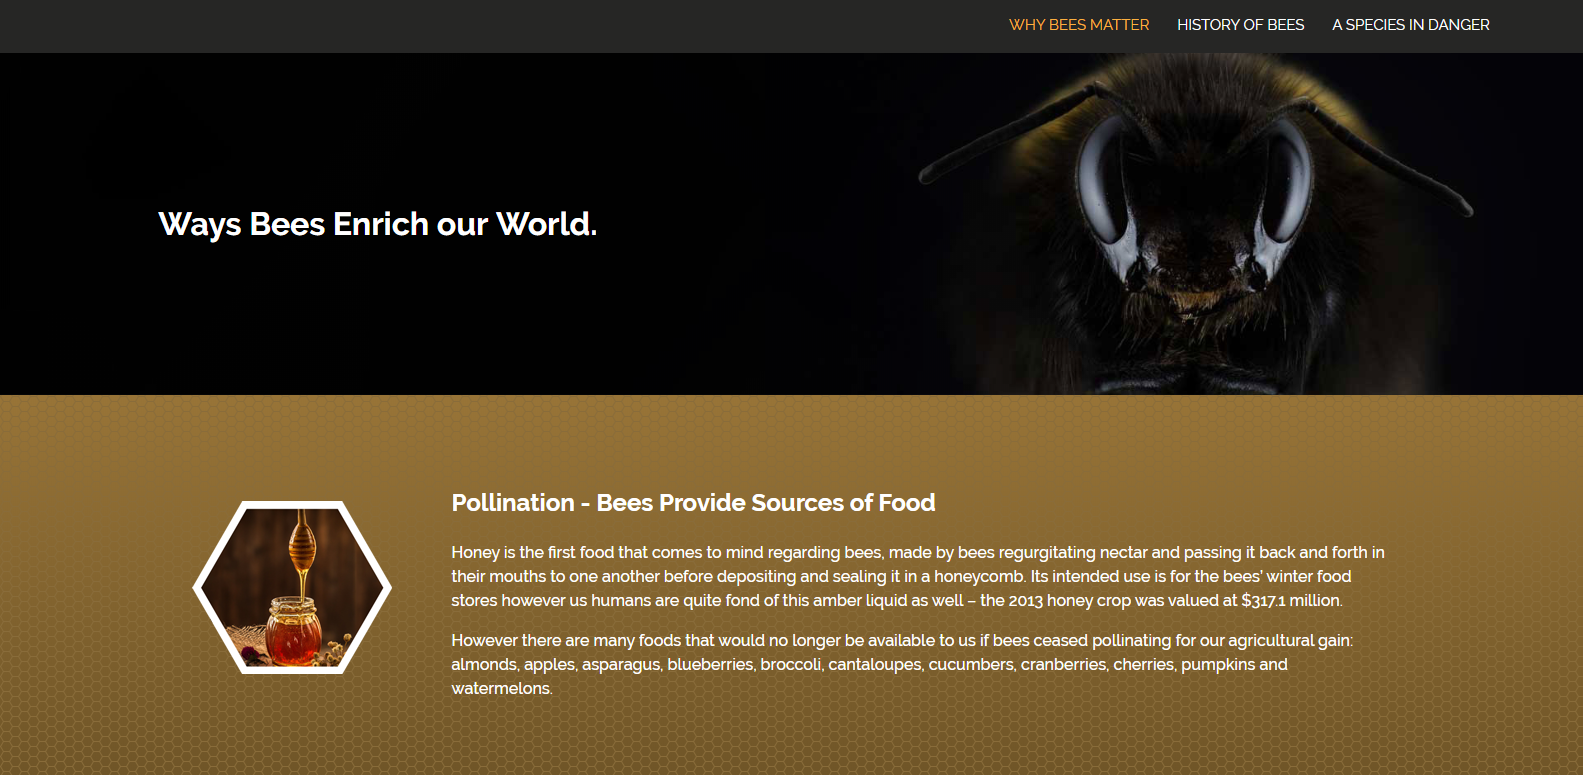 WHY BEES MATTER HISTORY OF BEES A SPECIES IN DANGER
Ways Bees Enrich our World.
Pollination - Bees Provide Sources of Food
Honey is the first food that comes to mind regarding bees, made by bees regurgitating nectar and passing it back and forth in
their mouths to one another before depositing and sealing it in a honeycomb. Its intended use is for the bees’ winter food
stores however us humans are quite fond of this amber liquid as well – the 2013 honey crop was valued at $317.1 million.
However there are many foods that would no longer be available to us if bees ceased pollinating for our agricultural gain:
almonds, apples, asparagus, blueberries, broccoli, cantaloupes, cucumbers, cranberries, cherries, pumpkins and
watermelons.